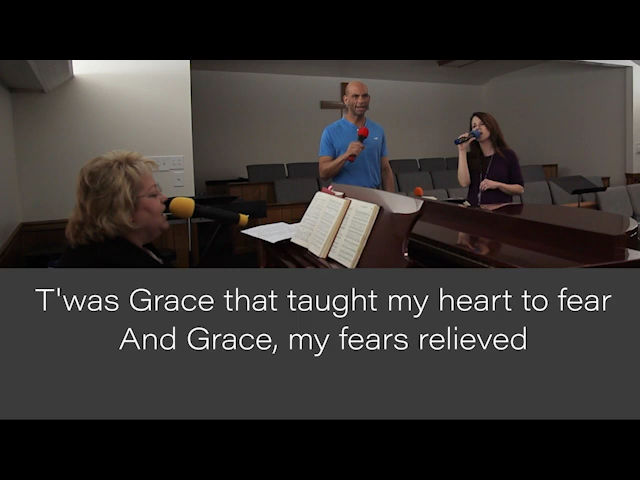 T'was Grace that taught my heart to fear
And Grace, my fears relieved